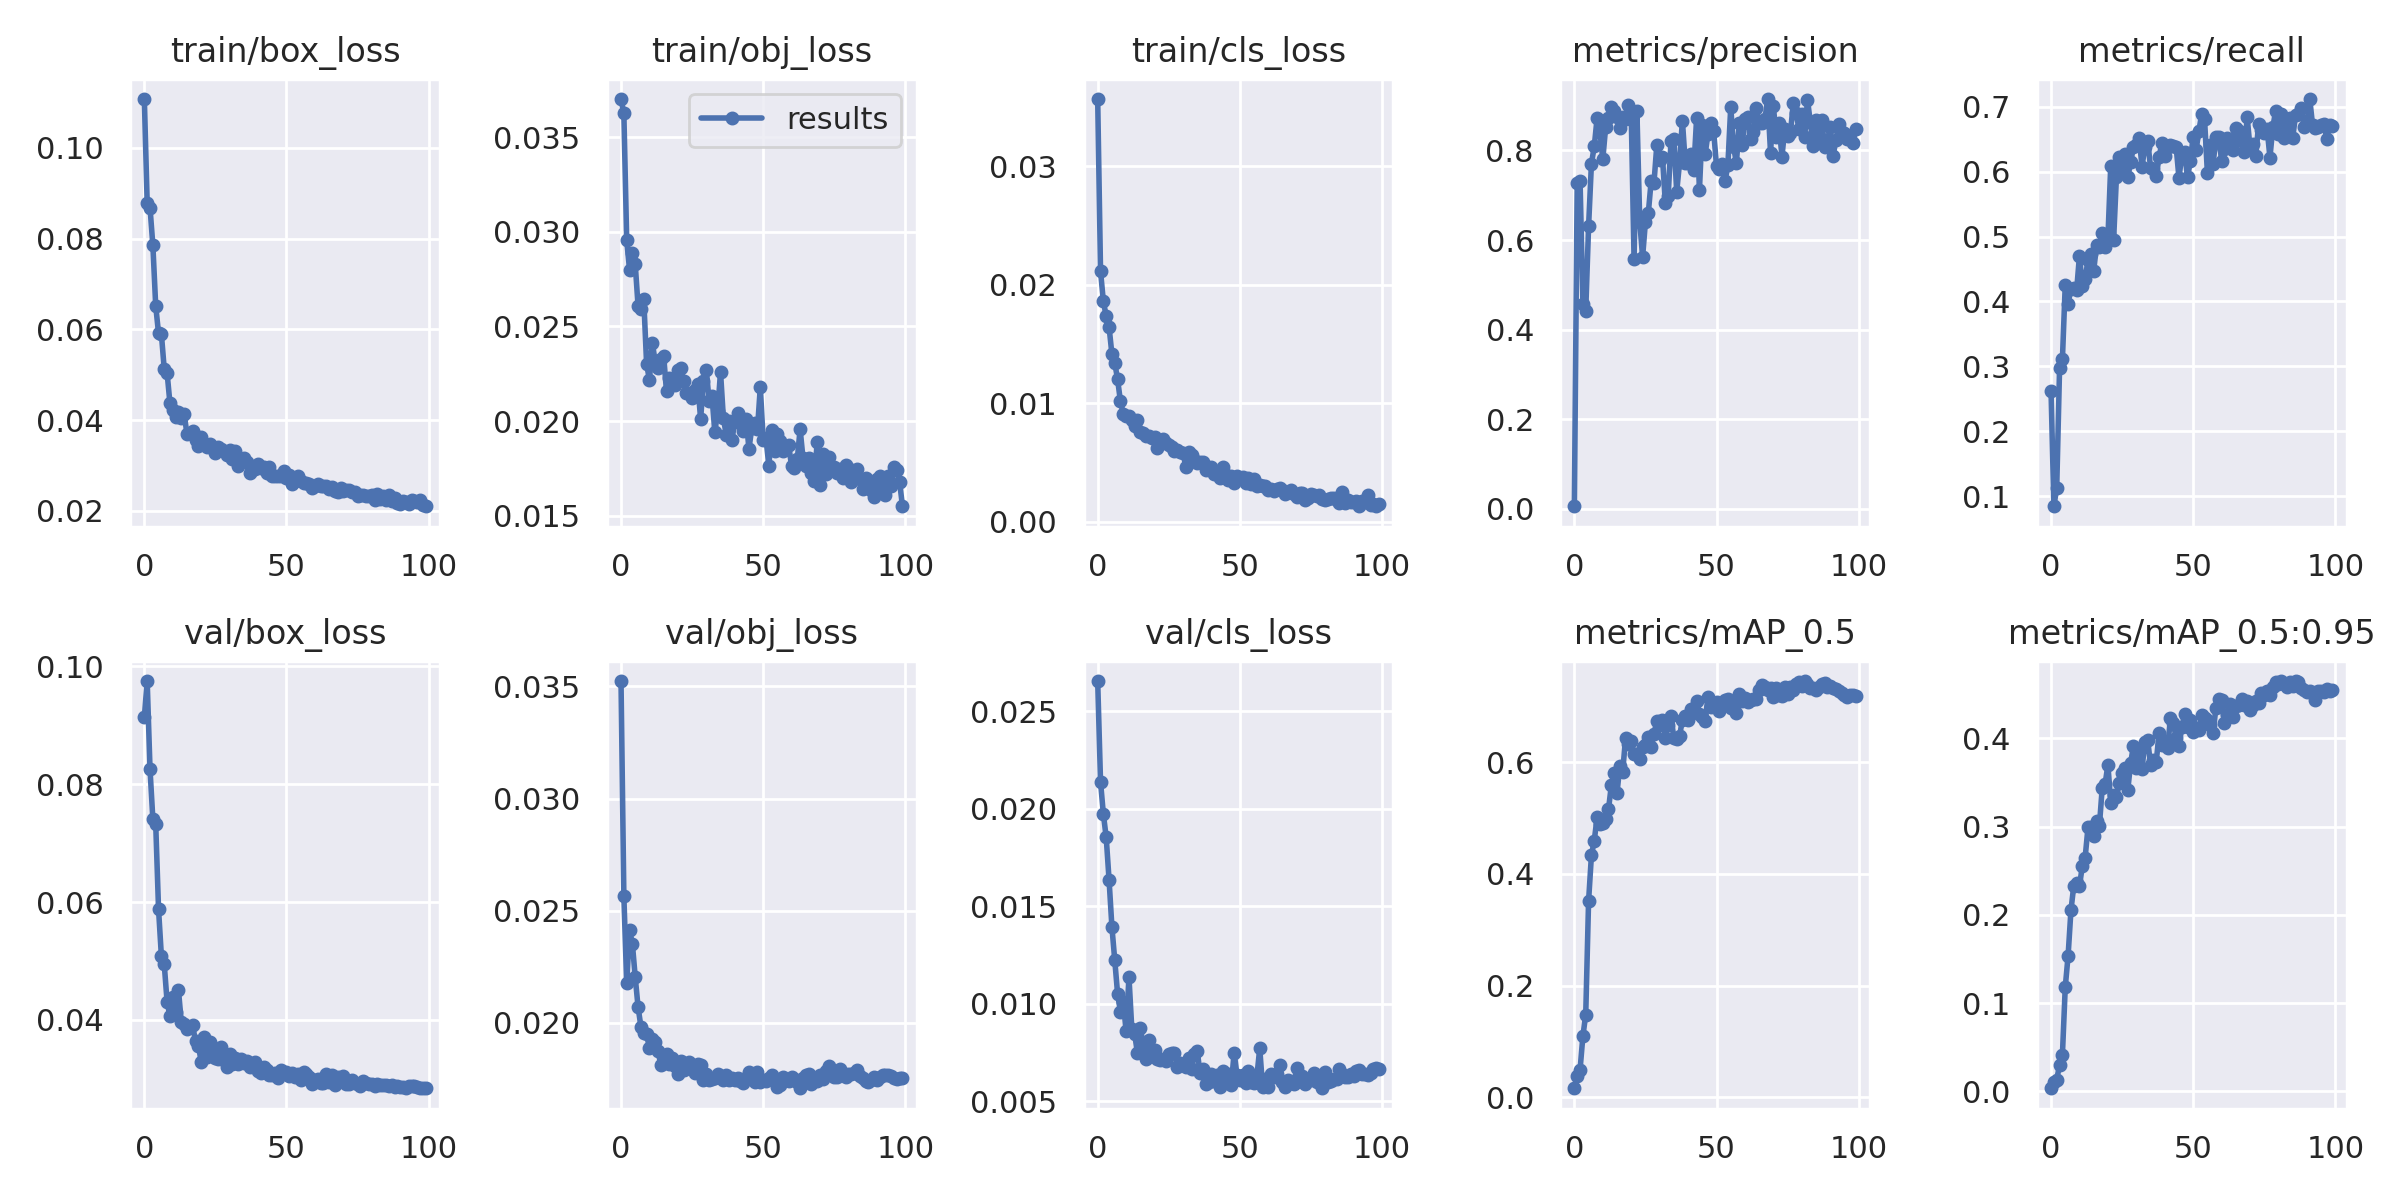 train/box_loss
train/obj_loss
train/cls_loss
metrics/precision
metrics/recall
0.10
0.08
0.06
0.04
0.02
0 50 100
results
0.035
0.030
0.025
0.020
0.015
0 50 100
0.03
0.02
0.01
0.00
0 50 100
0.8
0.6
0.4
0.2
0.0
0 50 100
0.7
0.6
0.5
0.4
0.3
0.2
0.1
0 50 100
val/box_loss
val/obj_loss
val/cls_loss
metrics/mAP_0.5
metrics/mAP_0.5:0.95
0.10
0.08
0.06
0.04
0 50 100
0.035
0.030
0.025
0.020
0 50 100
0.025
0.020
0.015
0.010
0.005
0 50 100
0.6
0.4
0.2
0.0
0 50 100
0.4
0.3
0.2
0.1
0.0
0 50 100